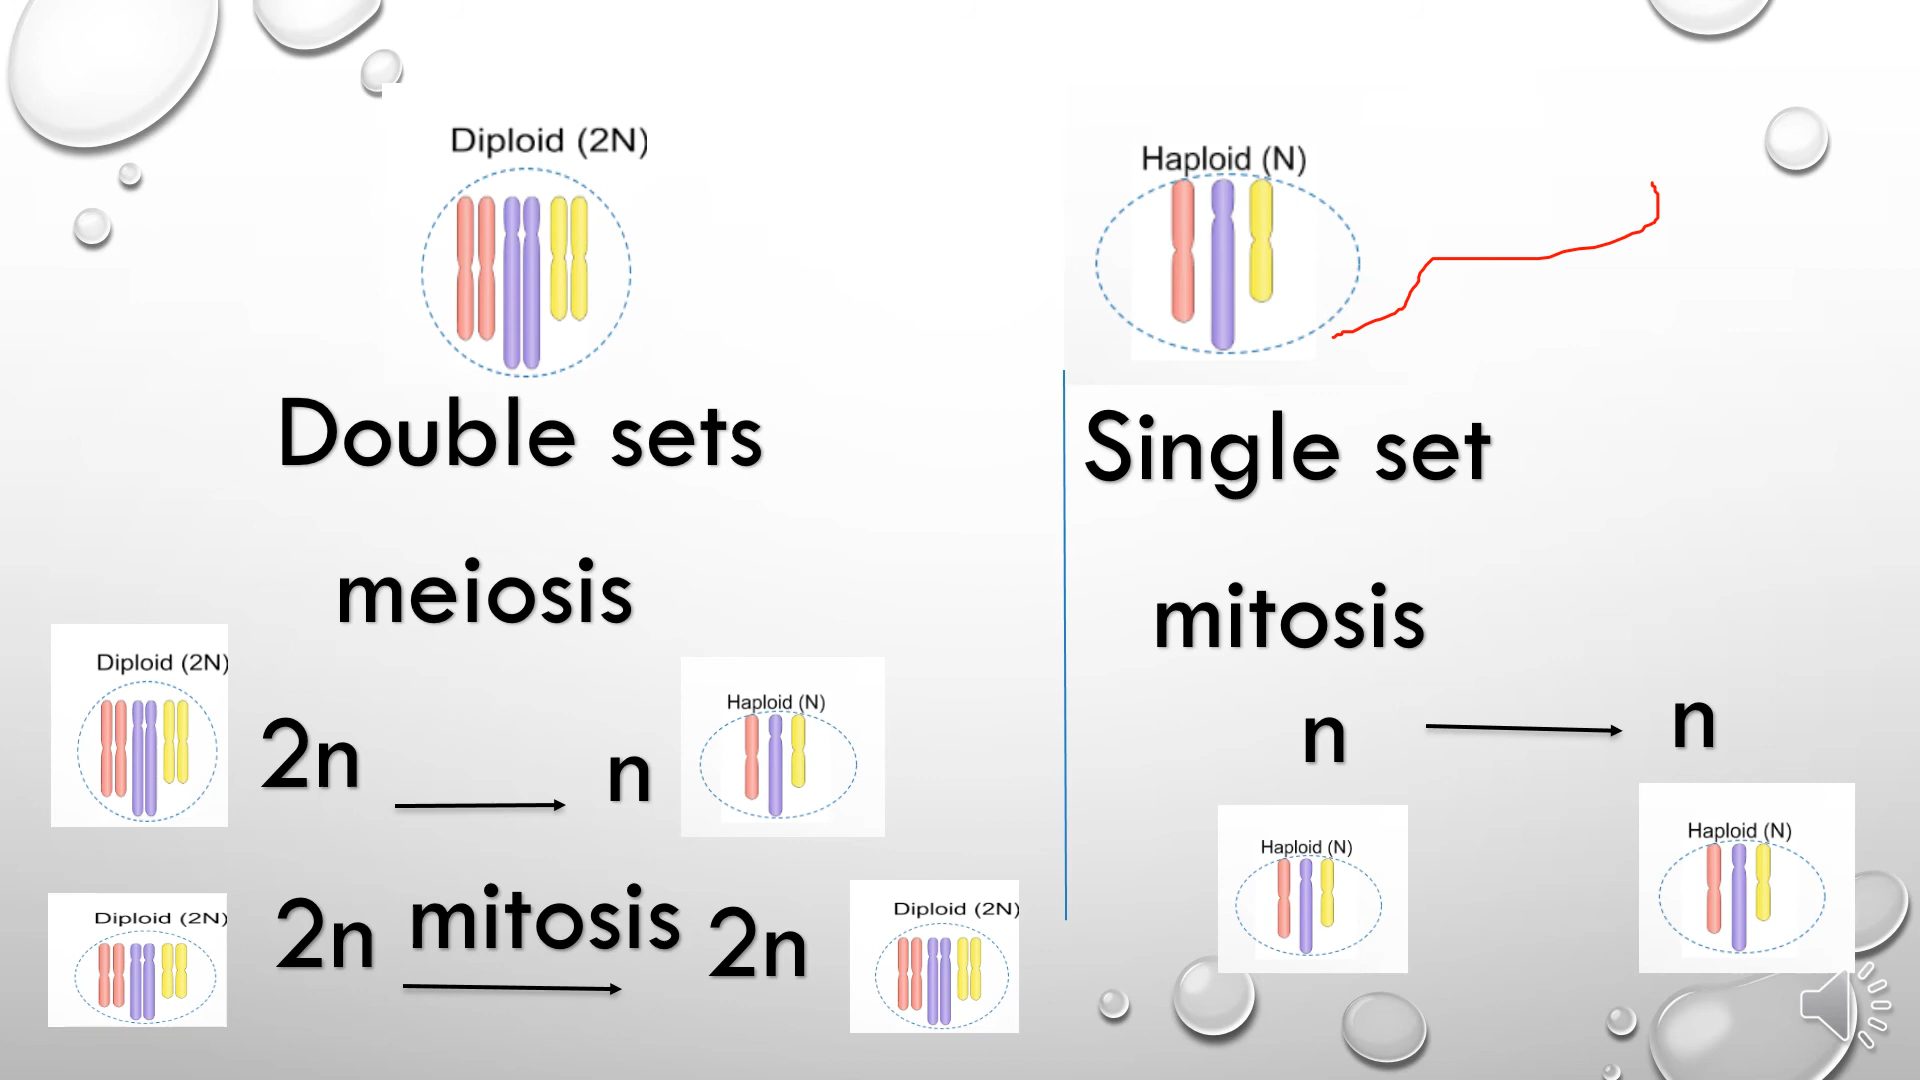 Diploid (2N)
Double sets
meiosis
Diploid (2N)
2n
n
Haploid (N)
Diploid (2N)
2n
mitosis
2n
Diploid (2N)
Haploid (N)
Single set
mitosis
n
n
Haploid (N)
Haploid (N)